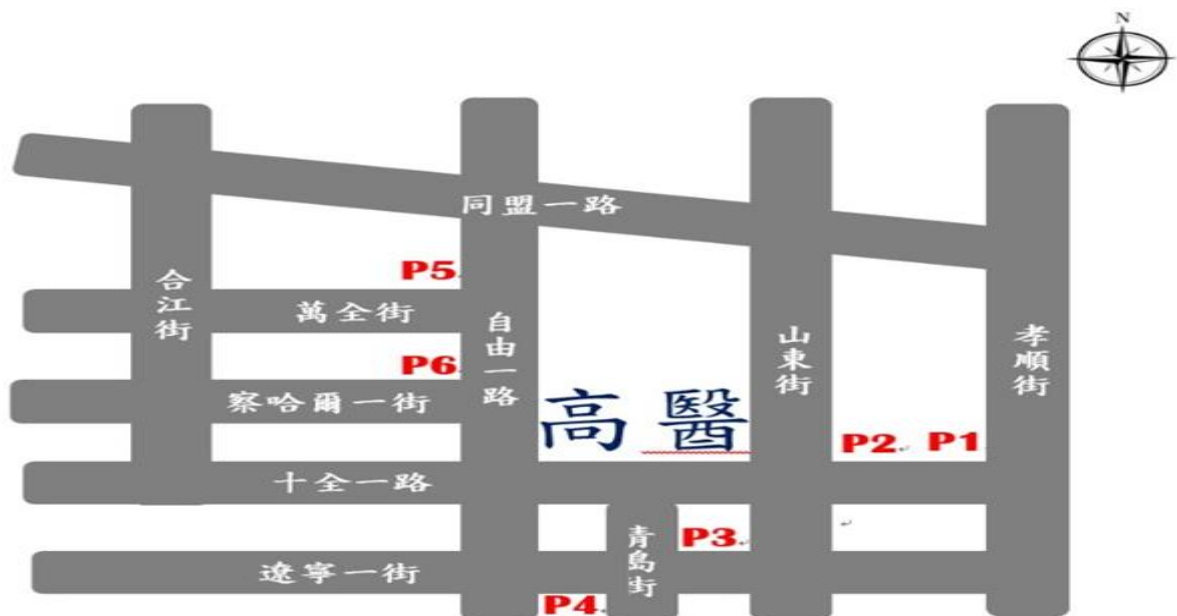 N
同盟一路
P5
合江街
萬全街
自由一路
山東街
孝順街
P6
察哈爾一街
高醫
P2 P1
十全一路
青島街
P3
遼寧一街
P4